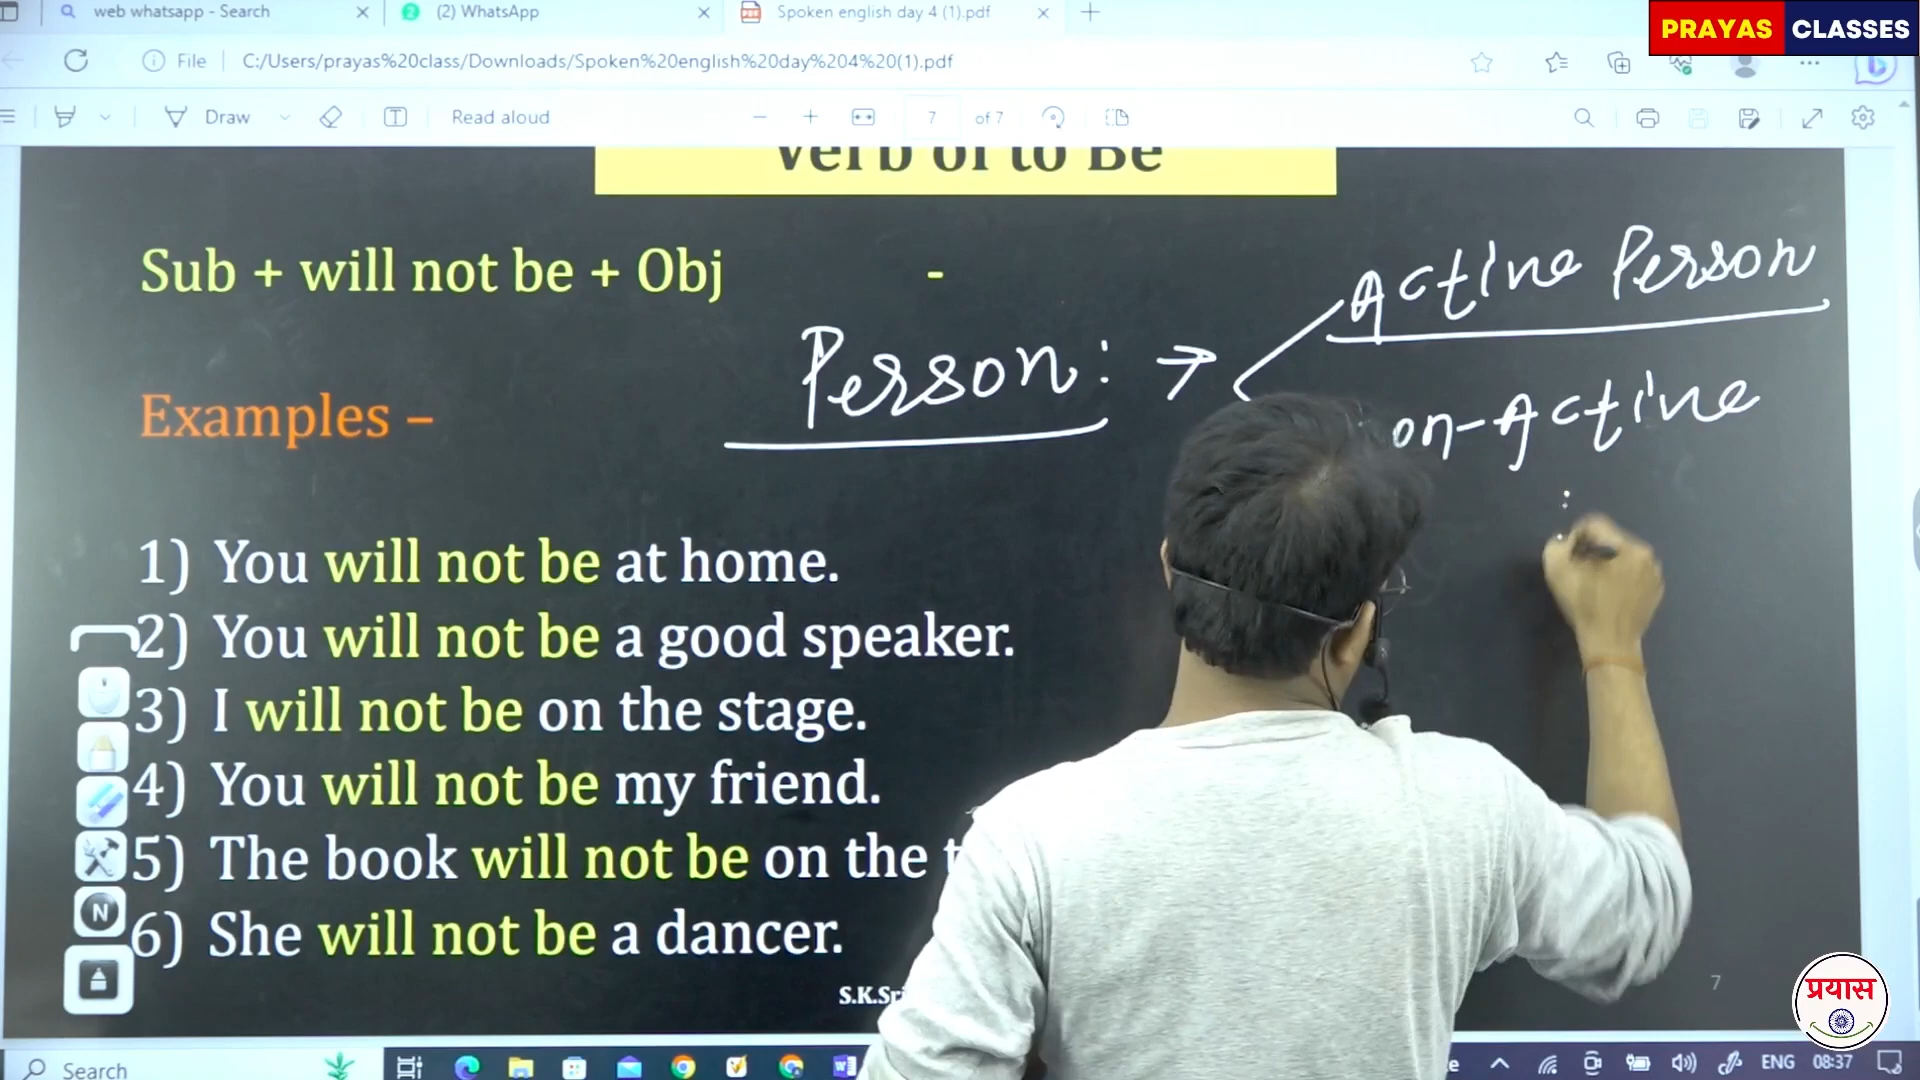 web whatsapp - Search
(2) WhatsApp
Spoken english day 4 (1).pdf
PRAYAS CLASSES
File
C:/Users/prayas%20class/Downloads/Spoken%20english%20day%204%20(1).pdf
Draw
Read aloud
7
of 7
Verb of to Be
Sub + will not be + Obj -
Active Person
Person: →
on-Active
Examples –
1) You will not be at home.
2) You will not be a good speaker.
3) I will not be on the stage.
4) You will not be my friend.
5) The book will not be on the
6) She will not be a dancer.
N
7
प्रयास
Search
ENG
08:37